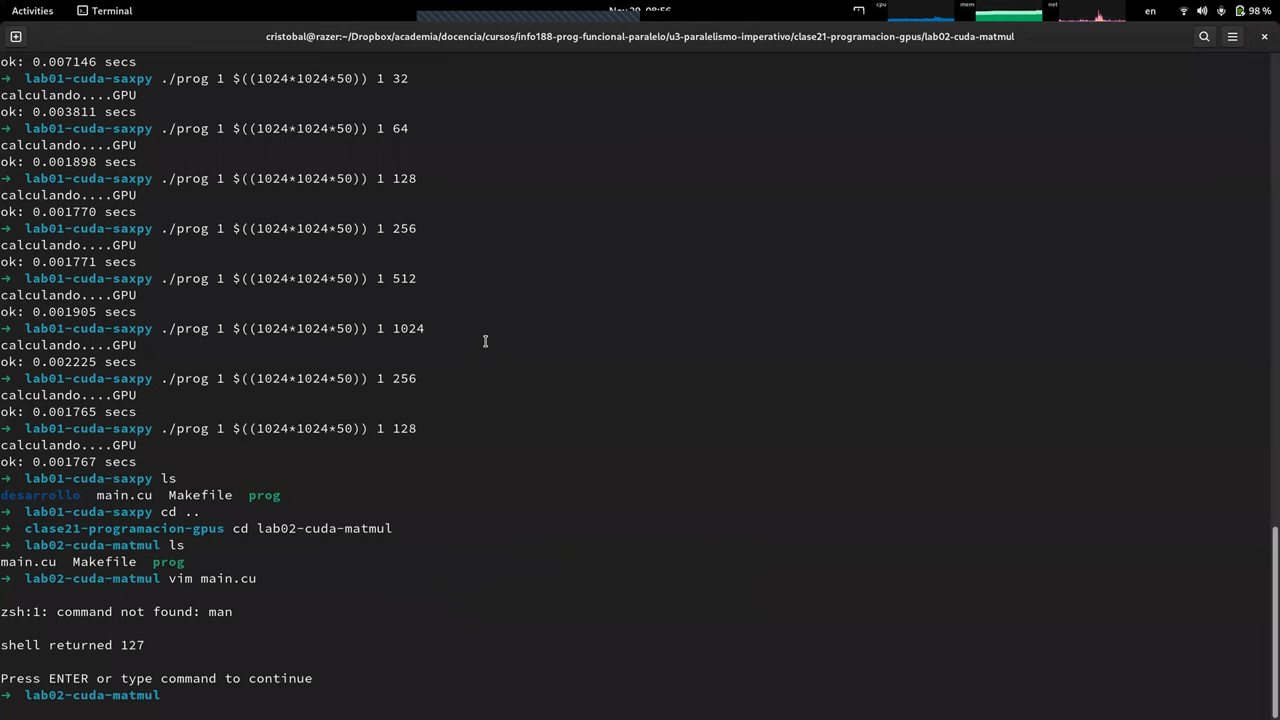 Activities Terminal cpu mem net en 98 %
cristobal@razer:~/Dropbox/academia/docencia/cursos/info188-prog-funcional-paralelo/u3-paralelismo-imperativo/clase21-programacion-gpus/lab02-cuda-matmul
ok: 0.007146 secs
→ lab01-cuda-saxpy ./prog 1 $((1024*1024*50)) 1 32
calculando....GPU
ok: 0.003811 secs
→ lab01-cuda-saxpy ./prog 1 $((1024*1024*50)) 1 64
calculando....GPU
ok: 0.001898 secs
→ lab01-cuda-saxpy ./prog 1 $((1024*1024*50)) 1 128
calculando....GPU
ok: 0.001770 secs
→ lab01-cuda-saxpy ./prog 1 $((1024*1024*50)) 1 256
calculando....GPU
ok: 0.001771 secs
→ lab01-cuda-saxpy ./prog 1 $((1024*1024*50)) 1 512
calculando....GPU
ok: 0.001905 secs
→ lab01-cuda-saxpy ./prog 1 $((1024*1024*50)) 1 1024
calculando....GPU
ok: 0.002225 secs
→ lab01-cuda-saxpy ./prog 1 $((1024*1024*50)) 1 256
calculando....GPU
ok: 0.001765 secs
→ lab01-cuda-saxpy ./prog 1 $((1024*1024*50)) 1 128
calculando....GPU
ok: 0.001767 secs
→ lab01-cuda-saxpy ls
desarrollo main.cu Makefile prog
→ lab01-cuda-saxpy cd ..
→ clase21-programacion-gpus cd lab02-cuda-matmul
→ lab02-cuda-matmul ls
main.cu Makefile prog
→ lab02-cuda-matmul vim main.cu
zsh:1: command not found: man
shell returned 127
Press ENTER or type command to continue
→ lab02-cuda-matmul